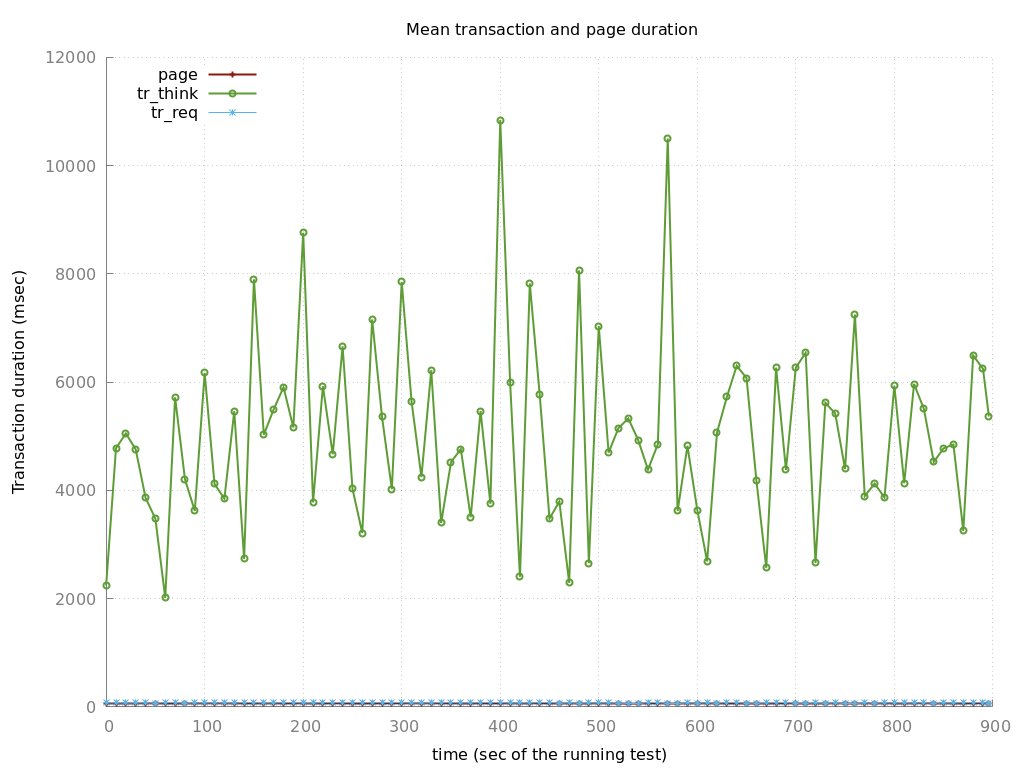 Mean transaction and page duration
12000
10000
8000
6000
4000
2000
0
page
tr_think
tr_req
Transaction duration (msec)
0 100 200 300 400 500 600 700 800 900
time (sec of the running test)